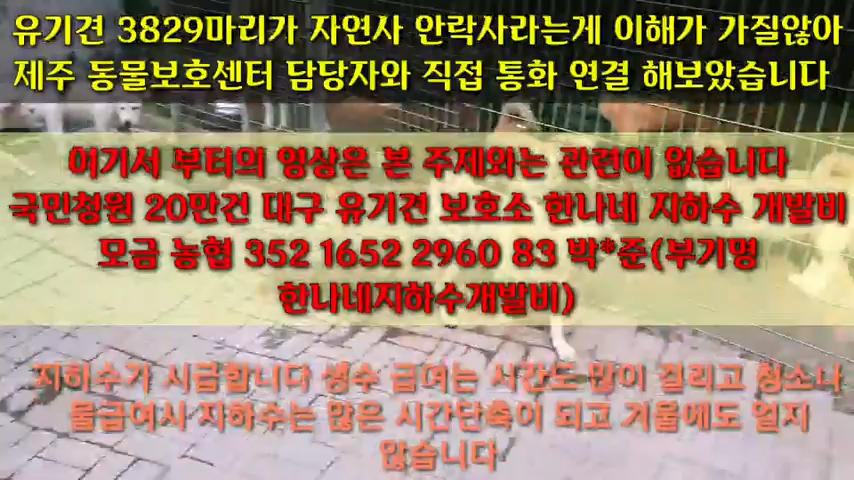 유기견 3829마리가 자연사 안락사라는게 이해가 가질않아
제주 동물보호센터 담당자와 직접 통화 연결 해보았습니다
여기서 부터의 영상은 본 주제와는 관련이 없습니다
국민청원 20만건 대구 유기견 보호소 한나네 지하수 개발비
모금 농협 352 1652 2960 83 박*준(부기명
한나네지하수개발비)
지하수가 시급합니다 생수 급여는 시간도 많이 걸리고 청소나
물급여시 지하수는 많은 시간단축이 되고 겨울에도 얼지
않습니다